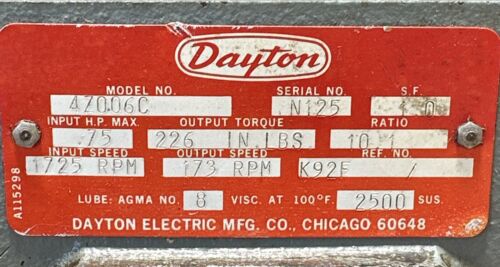 Dayton
MODEL NO. SERIAL NO. S.F.
4Z006C N125 1 0
INPUT H.P. MAX. OUTPUT TORQUE RATIO
75 226 IN.LBS 10 1
INPUT SPEED OUTPUT SPEED REF. NO.
1725 RPM 173 RPM K92F /
LUBE: AGMA NO. 8 VISC. AT 100°F. 2500 SUS.
DAYTON ELECTRIC MFG. CO., CHICAGO 60648
A115298